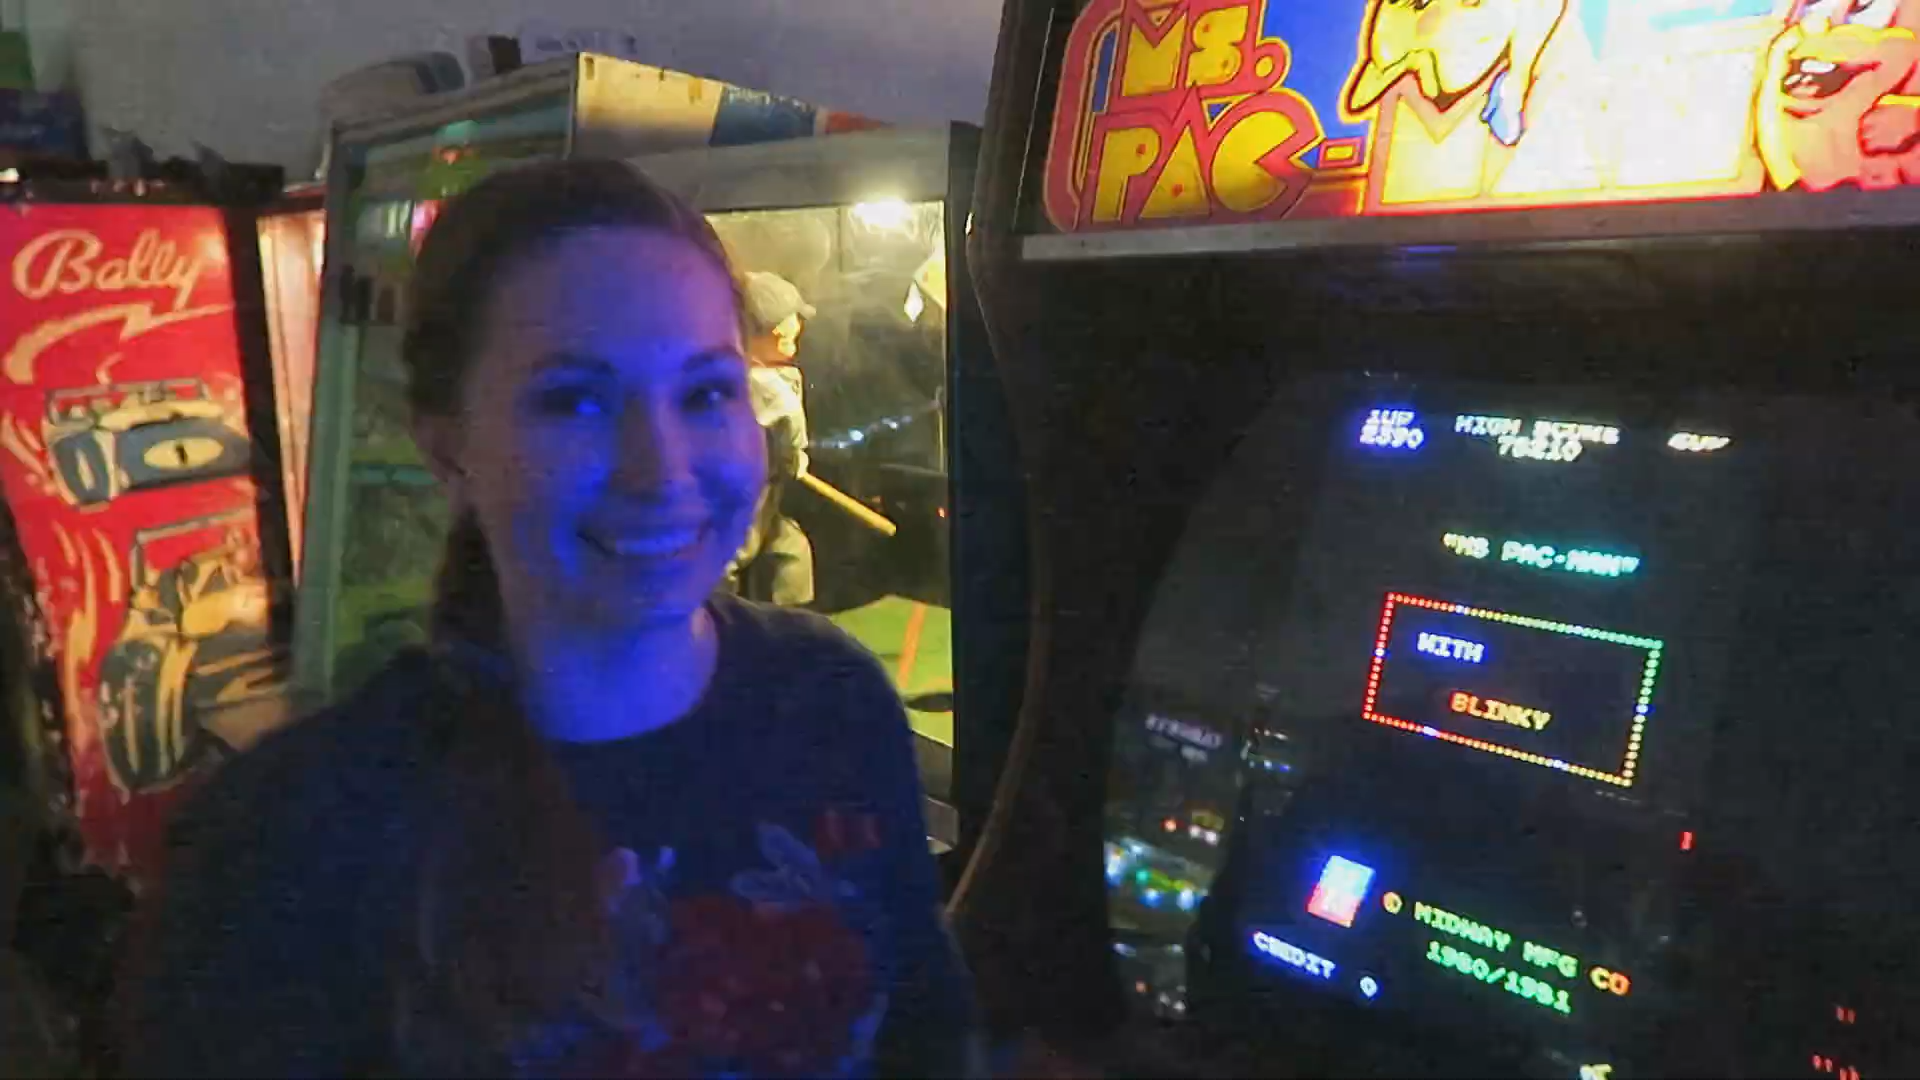 Bally
MS.
PAC-M
1UP
2390
HIGH SCORE
78210
"MS PAC-MAN"
WITH
BLINKY
© MIDWAY MFG CO
1980/1981
CREDIT 0